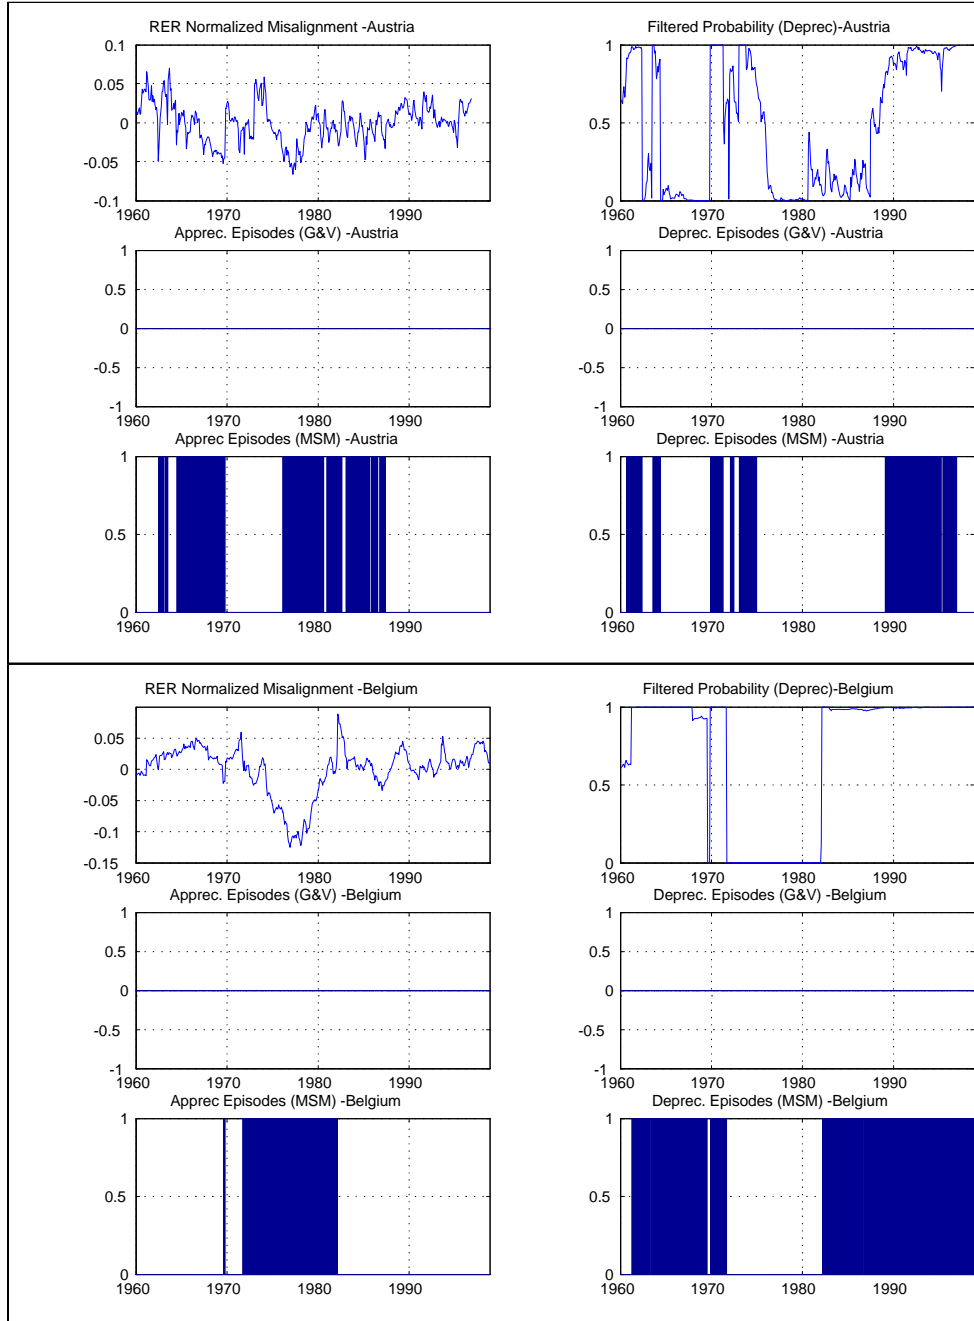 RER Normalized Misalignment -Austria
0.1
0.05
0
-0.05
-0.1
1960 1970 1980 1990
Filtered Probability (Deprec)-Austria
1
0.5
0
1960 1970 1980 1990
Apprec. Episodes (G&V) -Austria
1
0.5
0
-0.5
-1
1960 1970 1980 1990
Deprec. Episodes (G&V) -Austria
1
0.5
0
-0.5
-1
1960 1970 1980 1990
Apprec Episodes (MSM) -Austria
1
0.5
0
1960 1970 1980 1990
Deprec. Episodes (MSM) -Austria
1
0.5
0
1960 1970 1980 1990
RER Normalized Misalignment -Belgium
0.05
0
-0.05
-0.1
-0.15
1960 1970 1980 1990
Filtered Probability (Deprec)-Belgium
1
0.5
0
1960 1970 1980 1990
Apprec. Episodes (G&V) -Belgium
1
0.5
0
-0.5
-1
1960 1970 1980 1990
Deprec. Episodes (G&V) -Belgium
1
0.5
0
-0.5
-1
1960 1970 1980 1990
Apprec Episodes (MSM) -Belgium
1
0.5
0
1960 1970 1980 1990
Deprec. Episodes (MSM) -Belgium
1
0.5
0
1960 1970 1980 1990